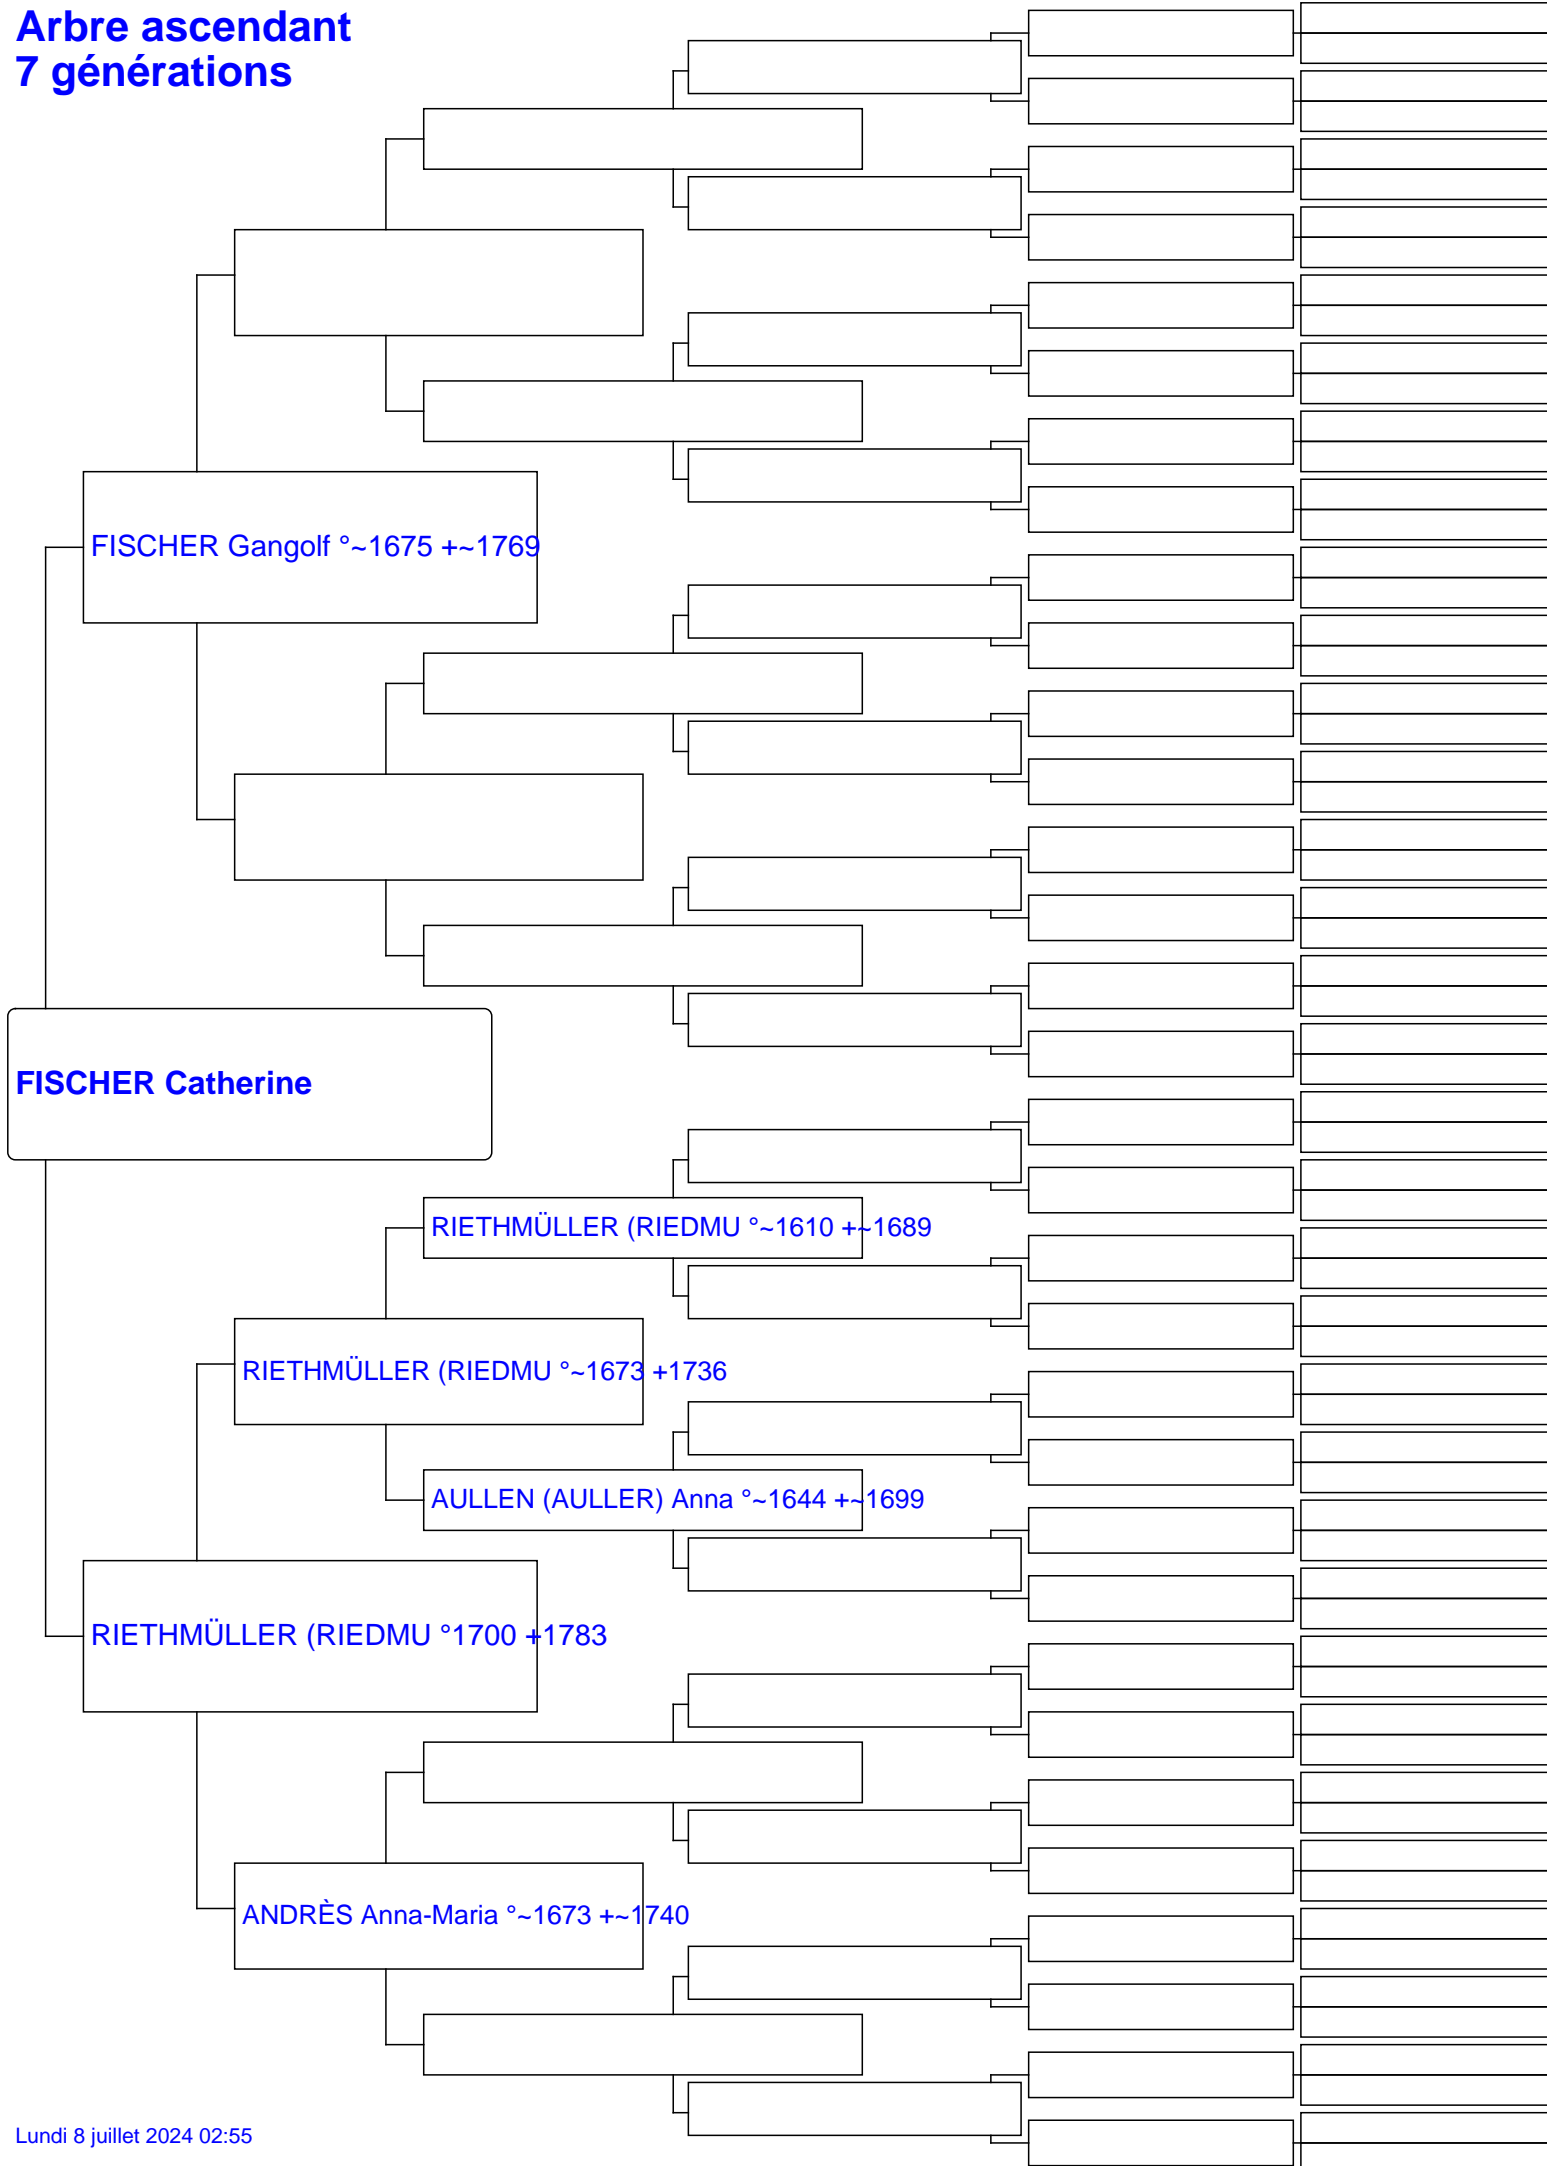 Arbre ascendant
7 générations
FISCHER Gangolf °~1675 +~1769
FISCHER Catherine
RIETHMÜLLER (RIEDMU °~1610 +~1689
RIETHMÜLLER (RIEDMU °~1673 +1736
AULLEN (AULLER) Anna °~1644 +~1699
RIETHMÜLLER (RIEDMU °1700 +1783
ANDRÈS Anna-Maria °~1673 +~1740
Lundi 8 juillet 2024 02:55